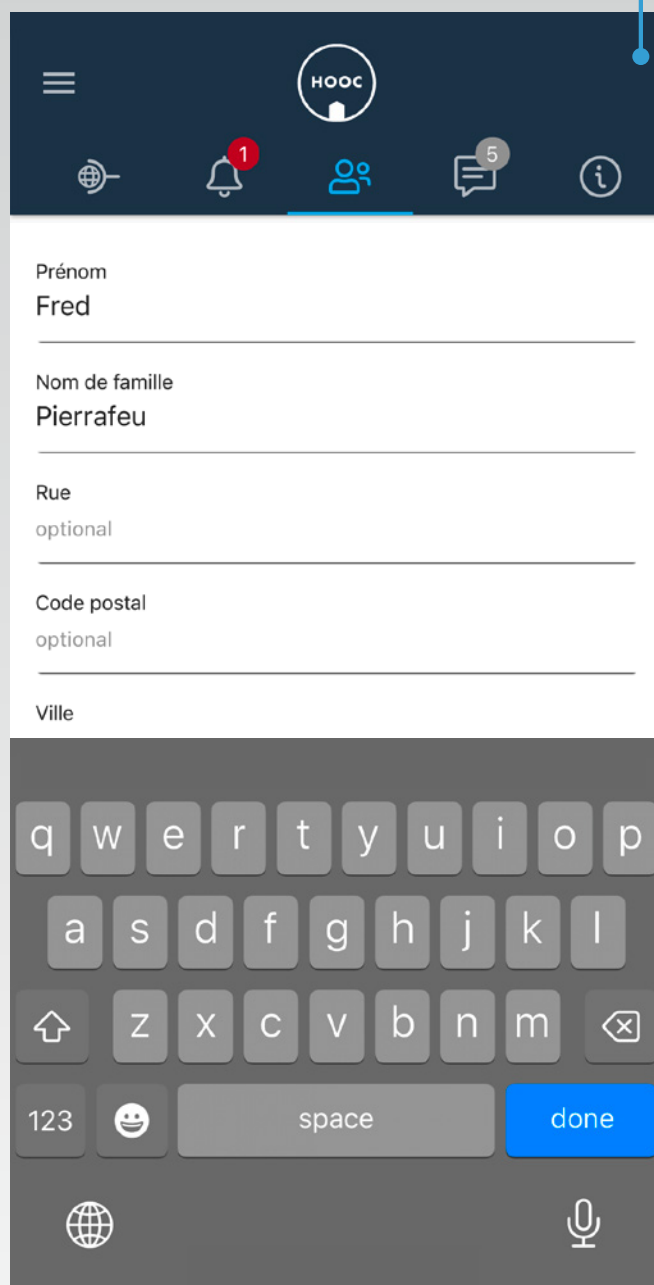 HOOC
1
5
Prénom
Fred
Nom de famille
Pierrafeu
Rue
optional
Code postal
optional
Ville
q w e r t y u i o p
a s d f g h j k l
z x c v b n m
123 space done